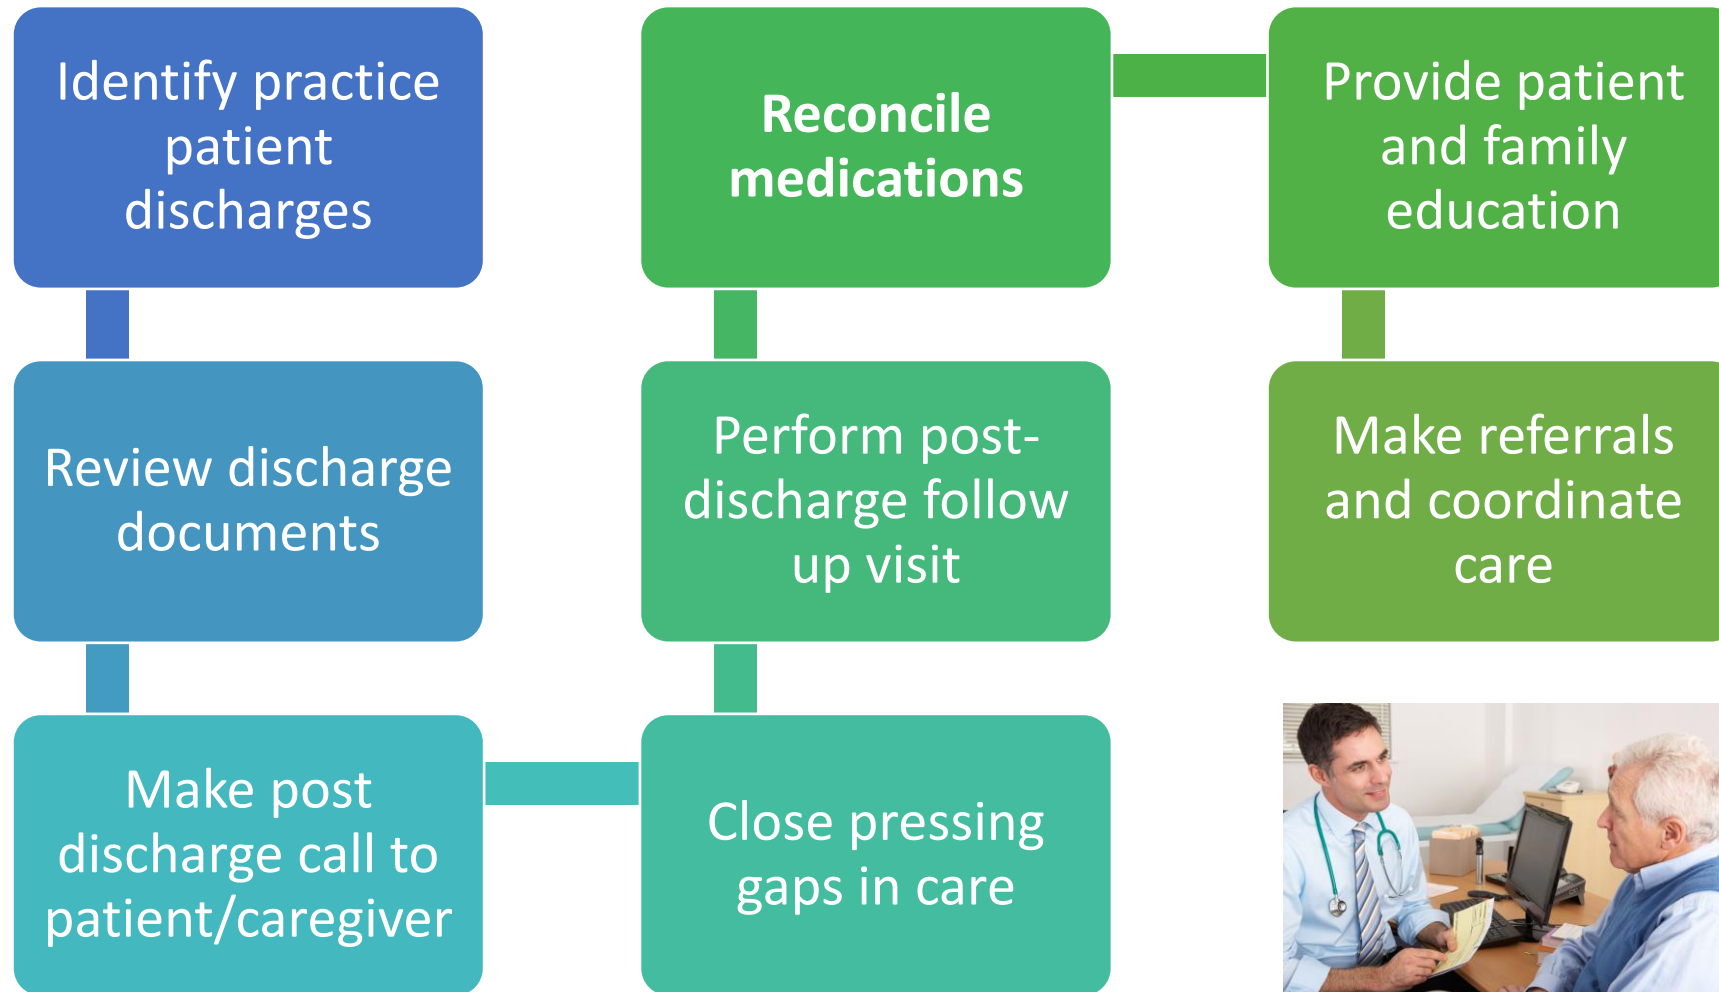 Identify practice
patient
discharges
Review discharge
documents
Make post
discharge call to
patient/caregiver
Close pressing
gaps in care
Perform post-
discharge follow
up visit
Reconcile
medications
Provide patient
and family
education
Make referrals
and coordinate
care